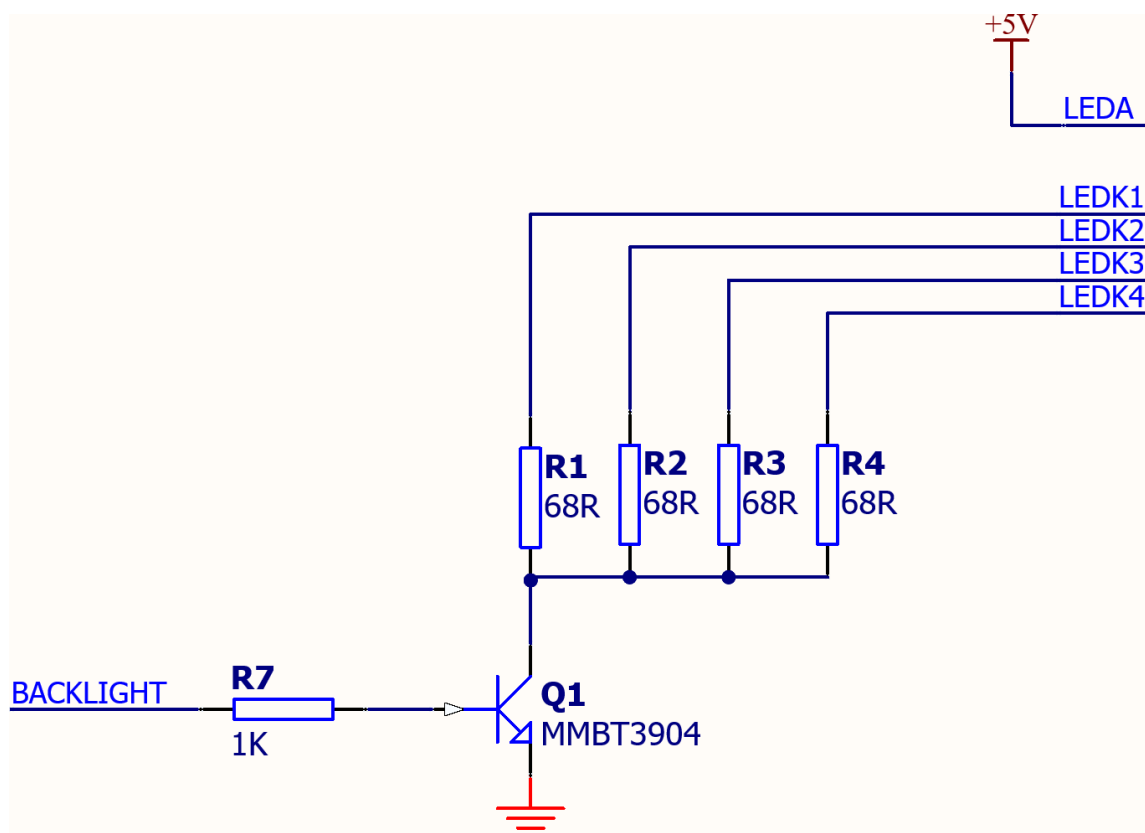 +5V
LEDA
LEDK1
LEDK2
LEDK3
LEDK4
R1
68R
R2
68R
R3
68R
R4
68R
BACKLIGHT
R7
1K
Q1
MMBT3904